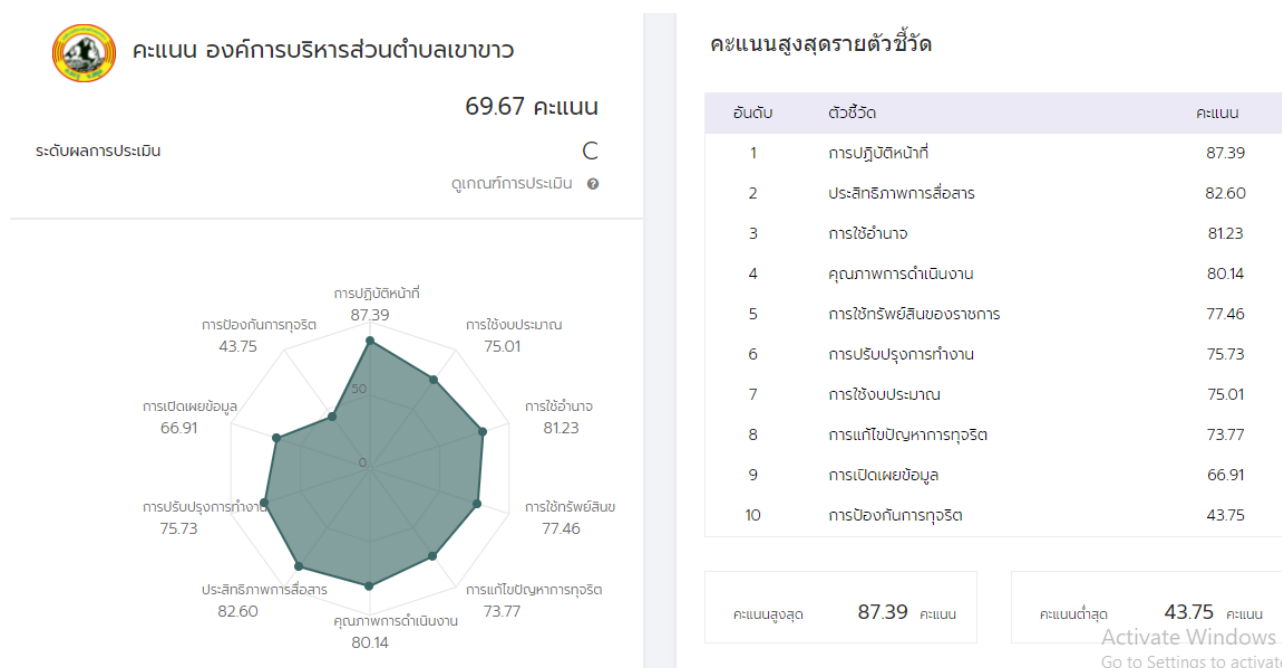 คะแนน องค์การบริหารส่วนตำบลเขาขาว
69.67 คะแนน
ระดับผลการประเมิน C
ดูเกณฑ์การประเมิน
การปฏิบัติหน้าที่
87.39
การป้องกันการทุจริต
43.75
การใช้งบประมาณ
75.01
50
การเปิดเผยข้อมูล
66.91
การใช้อำนาจ
81.23
0
การปรับปรุงการทำงาน
75.73
การใช้ทรัพย์สินข
77.46
ประสิทธิภาพการสื่อสาร
82.60
การแก้ไขปัญหาการทุจริต
73.77
คุณภาพการดำเนินงาน
80.14
คะแนนสูงสุดรายตัวชี้วัด
อันดับ ตัวชี้วัด คะแนน
1 การปฏิบัติหน้าที่ 87.39
2 ประสิทธิภาพการสื่อสาร 82.60
3 การใช้อำนาจ 81.23
4 คุณภาพการดำเนินงาน 80.14
5 การใช้ทรัพย์สินของราชการ 77.46
6 การปรับปรุงการทำงาน 75.73
7 การใช้งบประมาณ 75.01
8 การแก้ไขปัญหาการทุจริต 73.77
9 การเปิดเผยข้อมูล 66.91
10 การป้องกันการทุจริต 43.75
คะแนนสูงสุด 87.39 คะแนน
คะแนนต่ำสุด 43.75 คะแนน
Activate Windows
Go to Settings to activate